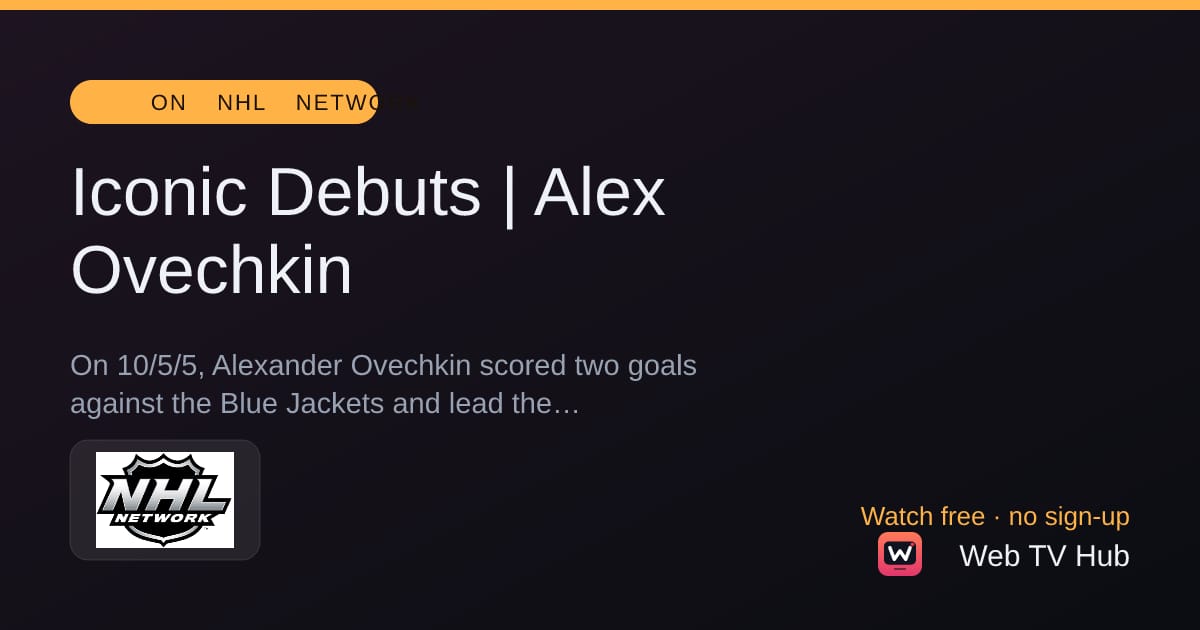 ON NHL NETWORK
Iconic Debuts | Alex
Ovechkin
On 10/5/5, Alexander Ovechkin scored two goals
against the Blue Jackets and lead the…
NHL
NETWORK
Watch free · no sign-up
W
Web TV Hub